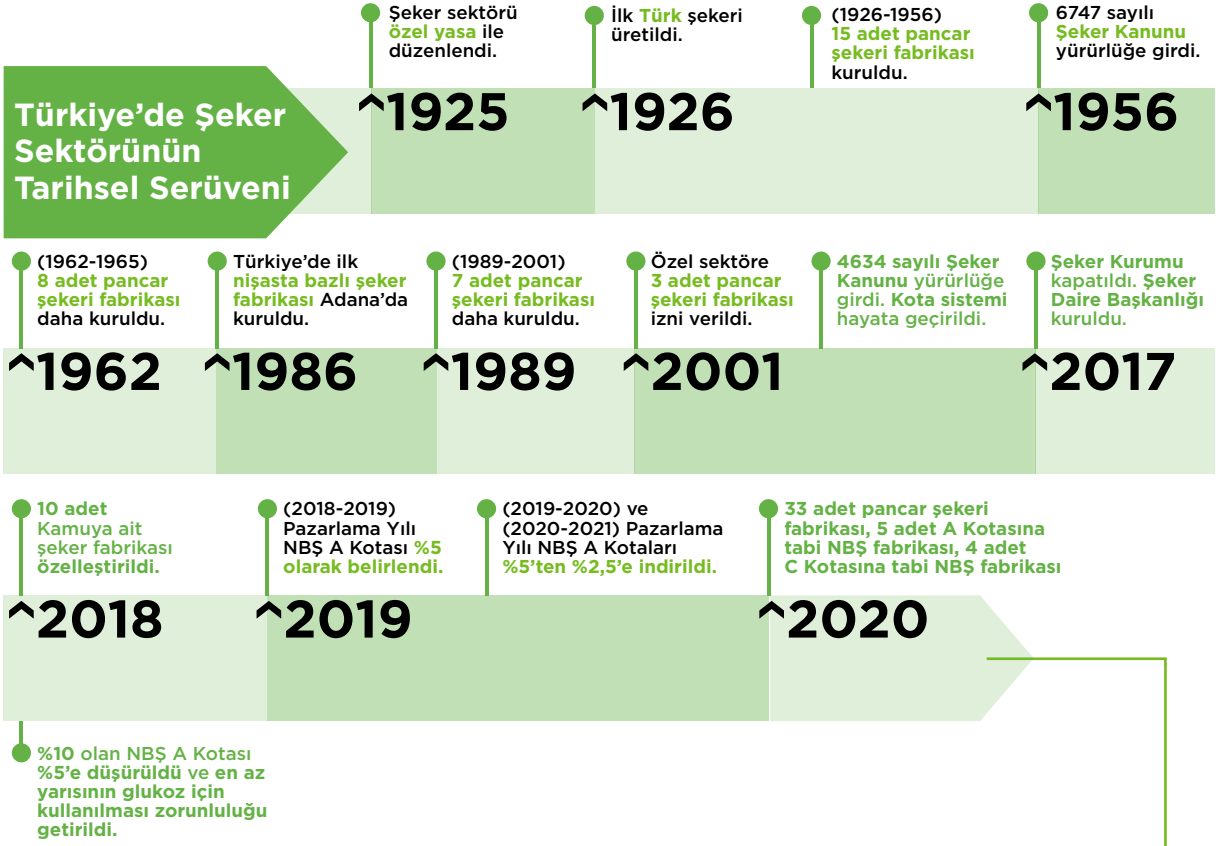 Türkiye’de Şeker
Sektörünün
Tarihsel Serüveni
Şeker sektörü
özel yasa ile
düzenlendi.
^1925
İlk Türk şekeri
üretildi.
^1926
(1926-1956)
15 adet pancar
şekeri fabrikası
kuruldu.
6747 sayılı
Şeker Kanunu
yürürlüğe girdi.
^1956
(1962-1965)
8 adet pancar
şekeri fabrikası
daha kuruldu.
^1962
Türkiye’de ilk
nişasta bazlı şeker
fabrikası Adana’da
kuruldu.
^1986
(1989-2001)
7 adet pancar
şekeri fabrikası
daha kuruldu.
^1989
Özel sektöre
3 adet pancar
şekeri fabrikası
izni verildi.
^2001
4634 sayılı Şeker
Kanunu yürürlüğe
girdi. Kota sistemi
hayata geçirildi.
Şeker Kurumu
kapatıldı. Şeker
Daire Başkanlığı
kuruldu.
^2017
10 adet
Kamuya ait
şeker fabrikası
özelleştirildi.
^2018
%10 olan NBŞ A Kotası
%5’e düşürüldü ve en az
yarısının glukoz için
kullanılması zorunluluğu
getirildi.
(2018-2019)
Pazarlama Yılı
NBŞ A Kotası %5
olarak belirlendi.
^2019
(2019-2020) ve
(2020-2021) Pazarlama
Yılı NBŞ A Kotaları
%5’ten %2,5’e indirildi.
33 adet pancar şekeri
fabrikası, 5 adet A Kotasına
tabi NBŞ fabrikası, 4 adet
C Kotasına tabi NBŞ fabrikası
^2020